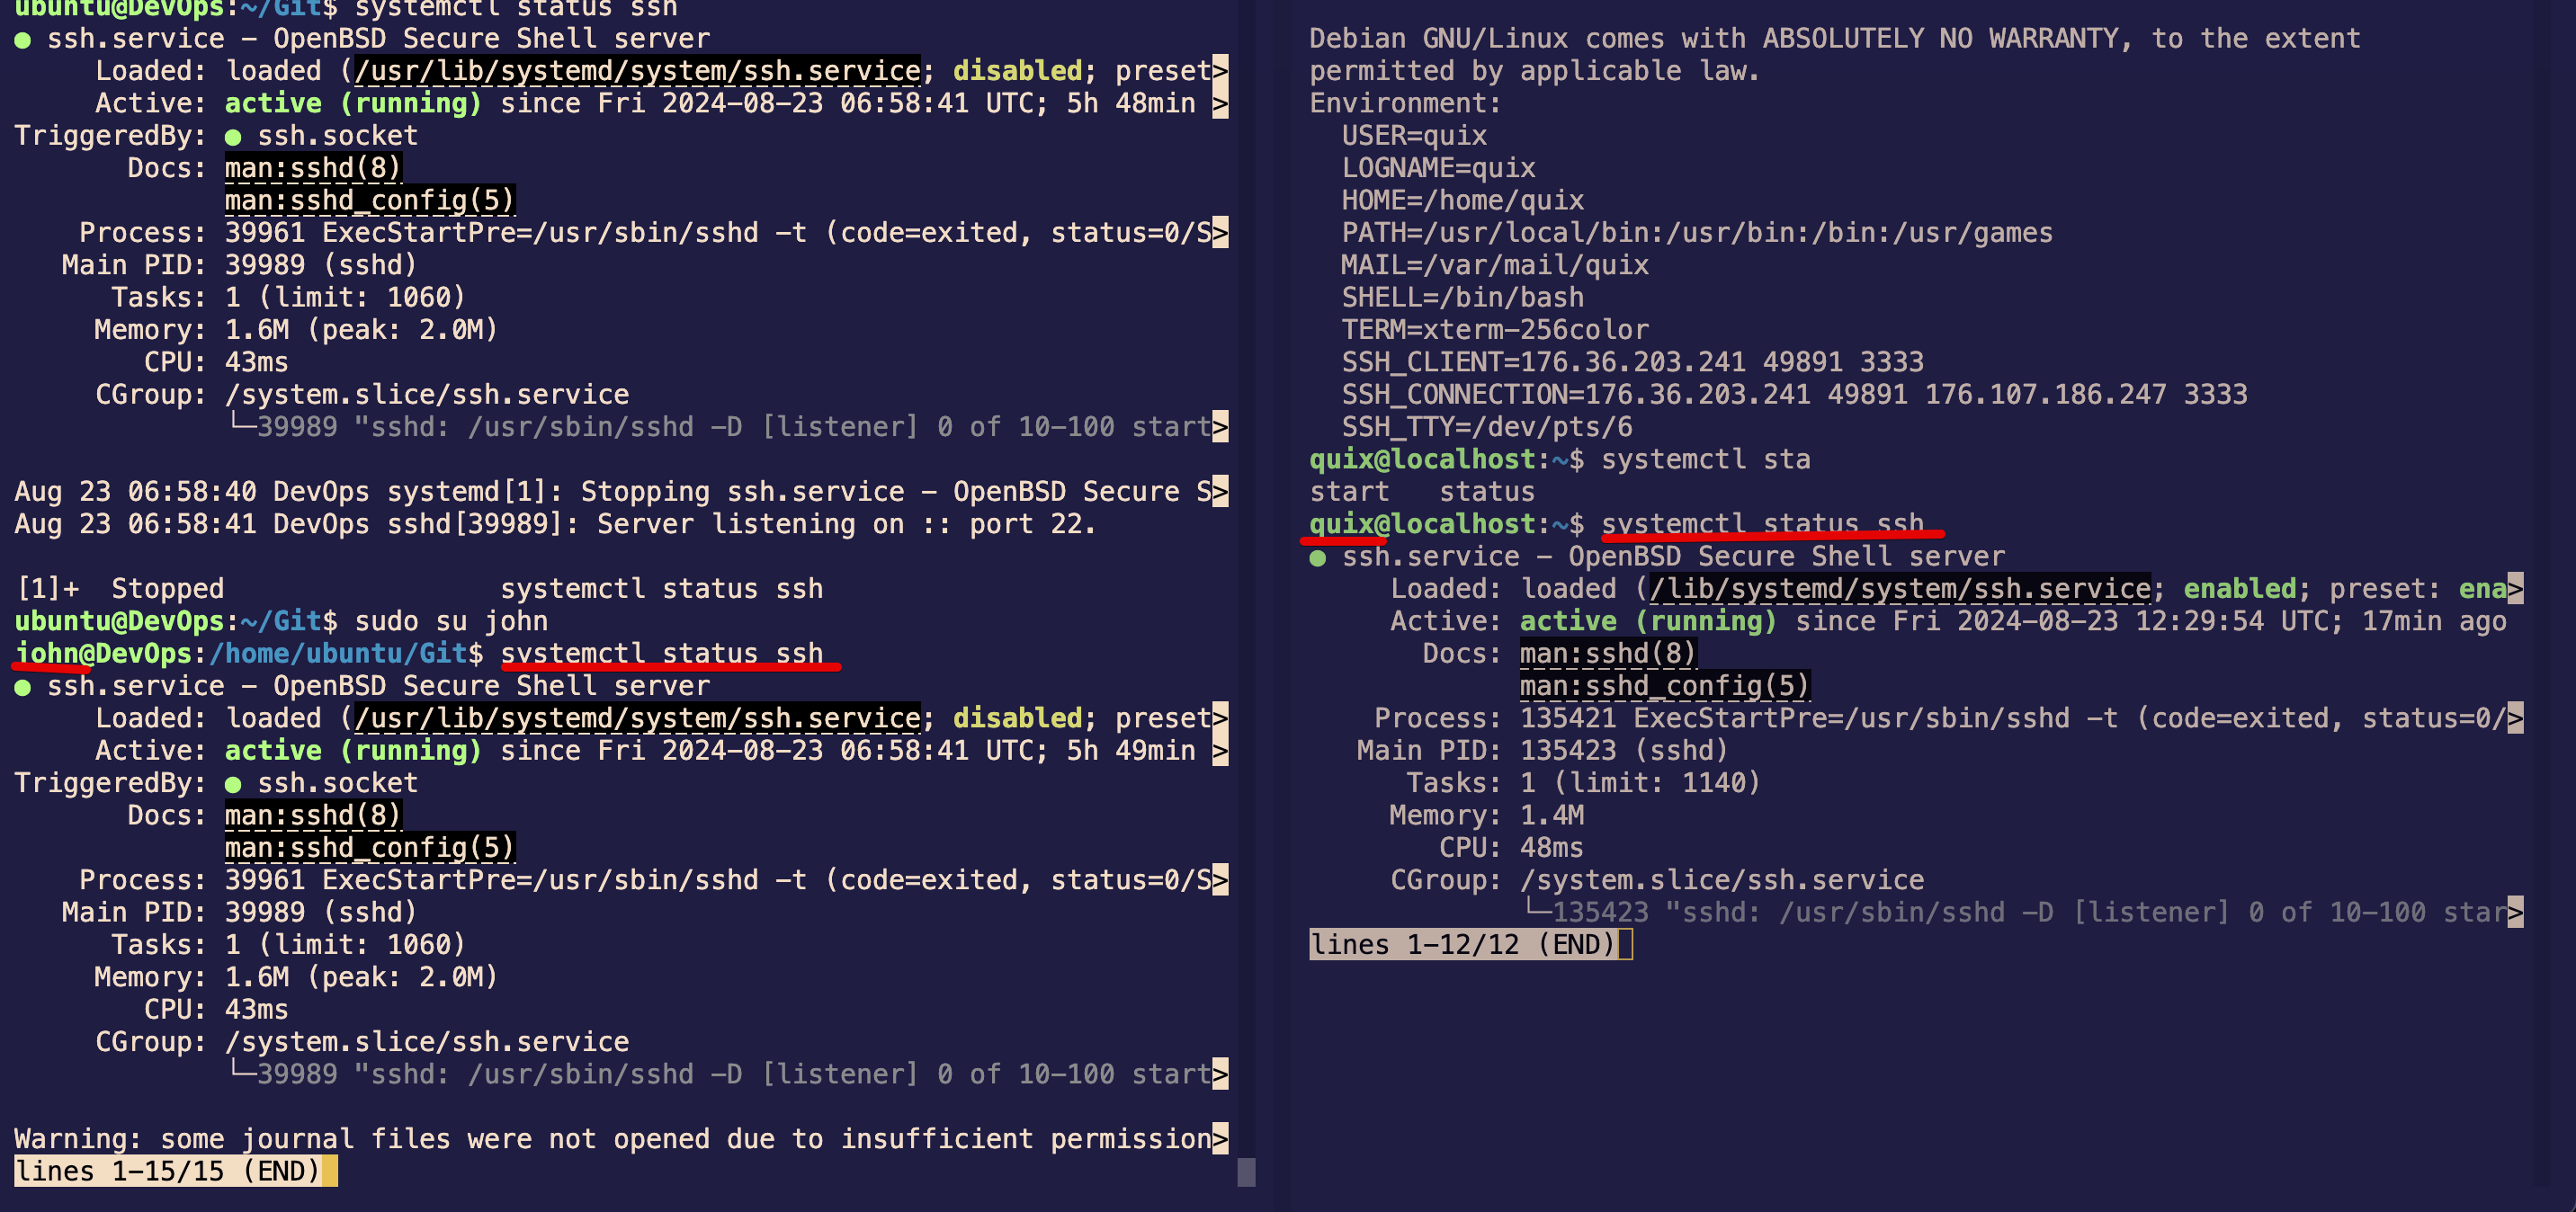 ubuntu@DevOps:~/Git$ systemctl status ssh
● ssh.service - OpenBSD Secure Shell server
Loaded: loaded (/usr/lib/systemd/system/ssh.service; disabled; preset>
Active: active (running) since Fri 2024-08-23 06:58:41 UTC; 5h 48min >
TriggeredBy: ● ssh.socket
Docs: man:sshd(8)
man:sshd_config(5)
Process: 39961 ExecStartPre=/usr/sbin/sshd -t (code=exited, status=0/S>
Main PID: 39989 (sshd)
Tasks: 1 (limit: 1060)
Memory: 1.6M (peak: 2.0M)
CPU: 43ms
CGroup: /system.slice/ssh.service
└─39989 "sshd: /usr/sbin/sshd -D [listener] 0 of 10-100 start>
Aug 23 06:58:40 DevOps systemd[1]: Stopping ssh.service - OpenBSD Secure S>
Aug 23 06:58:41 DevOps sshd[39989]: Server listening on :: port 22.
[1]+  Stopped                 systemctl status ssh
ubuntu@DevOps:~/Git$ sudo su john
john@DevOps:/home/ubuntu/Git$ systemctl status ssh
● ssh.service - OpenBSD Secure Shell server
Loaded: loaded (/usr/lib/systemd/system/ssh.service; disabled; preset>
Active: active (running) since Fri 2024-08-23 06:58:41 UTC; 5h 49min >
TriggeredBy: ● ssh.socket
Docs: man:sshd(8)
man:sshd_config(5)
Process: 39961 ExecStartPre=/usr/sbin/sshd -t (code=exited, status=0/S>
Main PID: 39989 (sshd)
Tasks: 1 (limit: 1060)
Memory: 1.6M (peak: 2.0M)
CPU: 43ms
CGroup: /system.slice/ssh.service
└─39989 "sshd: /usr/sbin/sshd -D [listener] 0 of 10-100 start>
Warning: some journal files were not opened due to insufficient permission>
lines 1-15/15 (END)
Debian GNU/Linux comes with ABSOLUTELY NO WARRANTY, to the extent
permitted by applicable law.
Environment:
USER=quix
LOGNAME=quix
HOME=/home/quix
PATH=/usr/local/bin:/usr/bin:/bin:/usr/games
MAIL=/var/mail/quix
SHELL=/bin/bash
TERM=xterm-256color
SSH_CLIENT=176.36.203.241 49891 3333
SSH_CONNECTION=176.36.203.241 49891 176.107.186.247 3333
SSH_TTY=/dev/pts/6
quix@localhost:~$ systemctl sta
start   status
quix@localhost:~$ systemctl status ssh
● ssh.service - OpenBSD Secure Shell server
Loaded: loaded (/lib/systemd/system/ssh.service; enabled; preset: ena>
Active: active (running) since Fri 2024-08-23 12:29:54 UTC; 17min ago
Docs: man:sshd(8)
man:sshd_config(5)
Process: 135421 ExecStartPre=/usr/sbin/sshd -t (code=exited, status=0/>
Main PID: 135423 (sshd)
Tasks: 1 (limit: 1140)
Memory: 1.4M
CPU: 48ms
CGroup: /system.slice/ssh.service
└─135423 "sshd: /usr/sbin/sshd -D [listener] 0 of 10-100 star>
lines 1-12/12 (END)